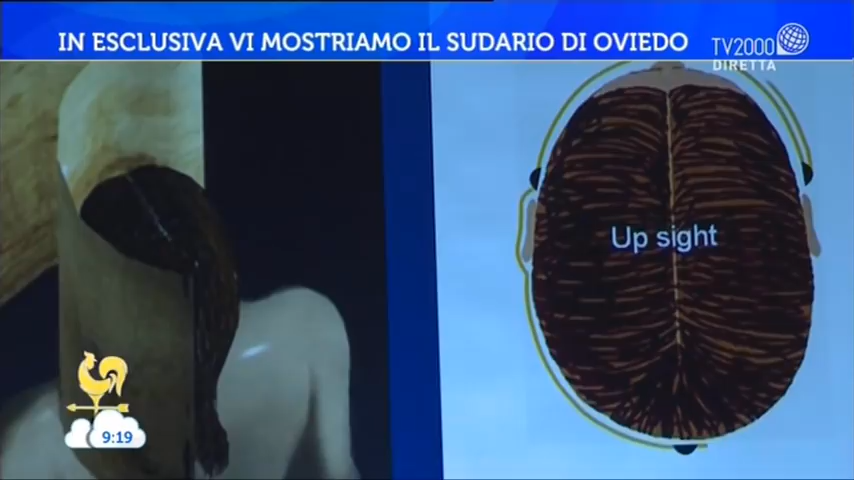 IN ESCLUSIVA VI MOSTRIAMO IL SUDARIO DI OVIEDO
TV2000
DIRETTA
Up sight
9:19